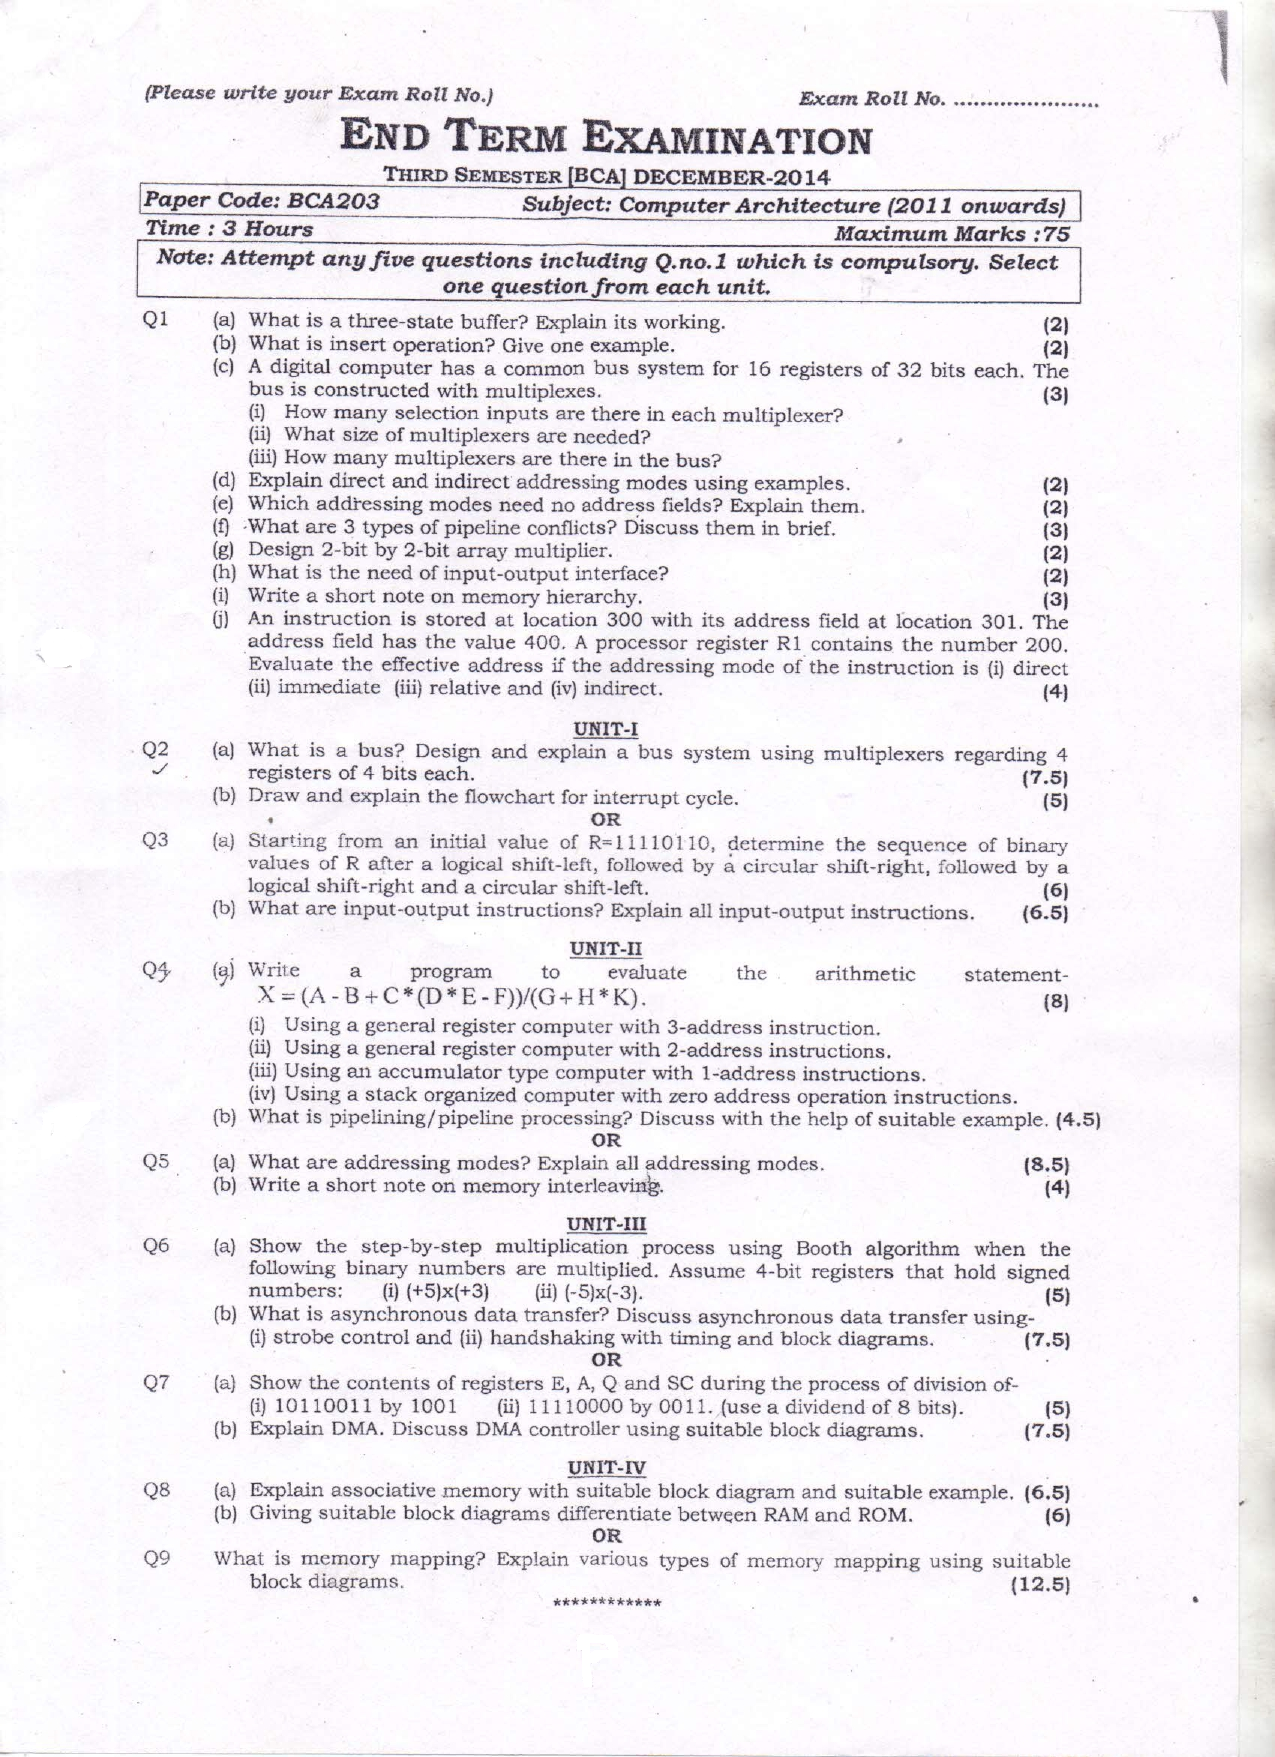 (Please write your Exam Roll No.) Exam Roll No. ......................
END TERM EXAMINATION
THIRD SEMESTER [BCA] DECEMBER-2014
Paper Code: BCA203 Subject: Computer Architecture (2011 onwards)
Time : 3 Hours Maximum Marks :75
Note: Attempt any five questions including Q.no.1 which is compulsory. Select
one question from each unit.
Q1 (a) What is a three-state buffer? Explain its working. (2)
(b) What is insert operation? Give one example. (2)
(c) A digital computer has a common bus system for 16 registers of 32 bits each. The
bus is constructed with multiplexes. (3)
(i) How many selection inputs are there in each multiplexer?
(ii) What size of multiplexers are needed?
(iii) How many multiplexers are there in the bus?
(d) Explain direct and indirect addressing modes using examples. (2)
(e) Which addressing modes need no address fields? Explain them. (2)
(f) What are 3 types of pipeline conflicts? Discuss them in brief. (3)
(g) Design 2-bit by 2-bit array multiplier. (2)
(h) What is the need of input-output interface? (2)
(i) Write a short note on memory hierarchy. (3)
(j) An instruction is stored at location 300 with its address field at location 301. The
address field has the value 400. A processor register R1 contains the number 200.
Evaluate the effective address if the addressing mode of the instruction is (i) direct
(ii) immediate (iii) relative and (iv) indirect. (4)
UNIT-I
Q2 (a) What is a bus? Design and explain a bus system using multiplexers regarding 4
registers of 4 bits each. (7.5)
(b) Draw and explain the flowchart for interrupt cycle. (5)
OR
Q3 (a) Starting from an initial value of R=11110110, determine the sequence of binary
values of R after a logical shift-left, followed by a circular shift-right, followed by a
logical shift-right and a circular shift-left. (6)
(b) What are input-output instructions? Explain all input-output instructions. (6.5)
UNIT-II
Q4 (a) Write a program to evaluate the arithmetic statement-
X = (A - B + C * (D * E - F))/(G + H * K) . (8)
(i) Using a general register computer with 3-address instruction.
(ii) Using a general register computer with 2-address instructions.
(iii) Using an accumulator type computer with 1-address instructions.
(iv) Using a stack organized computer with zero address operation instructions.
(b) What is pipelining/pipeline processing? Discuss with the help of suitable example. (4.5)
OR
Q5 (a) What are addressing modes? Explain all addressing modes. (8.5)
(b) Write a short note on memory interleaving. (4)
UNIT-III
Q6 (a) Show the step-by-step multiplication process using Booth algorithm when the
following binary numbers are multiplied. Assume 4-bit registers that hold signed
numbers: (i) (+5)x(+3) (ii) (-5)x(-3). (5)
(b) What is asynchronous data transfer? Discuss asynchronous data transfer using-
(i) strobe control and (ii) handshaking with timing and block diagrams. (7.5)
OR
Q7 (a) Show the contents of registers E, A, Q and SC during the process of division of-
(i) 10110011 by 1001 (ii) 11110000 by 0011. (use a dividend of 8 bits). (5)
(b) Explain DMA. Discuss DMA controller using suitable block diagrams. (7.5)
UNIT-IV
Q8 (a) Explain associative memory with suitable block diagram and suitable example. (6.5)
(b) Giving suitable block diagrams differentiate between RAM and ROM. (6)
OR
Q9 What is memory mapping? Explain various types of memory mapping using suitable
block diagrams. (12.5)
************